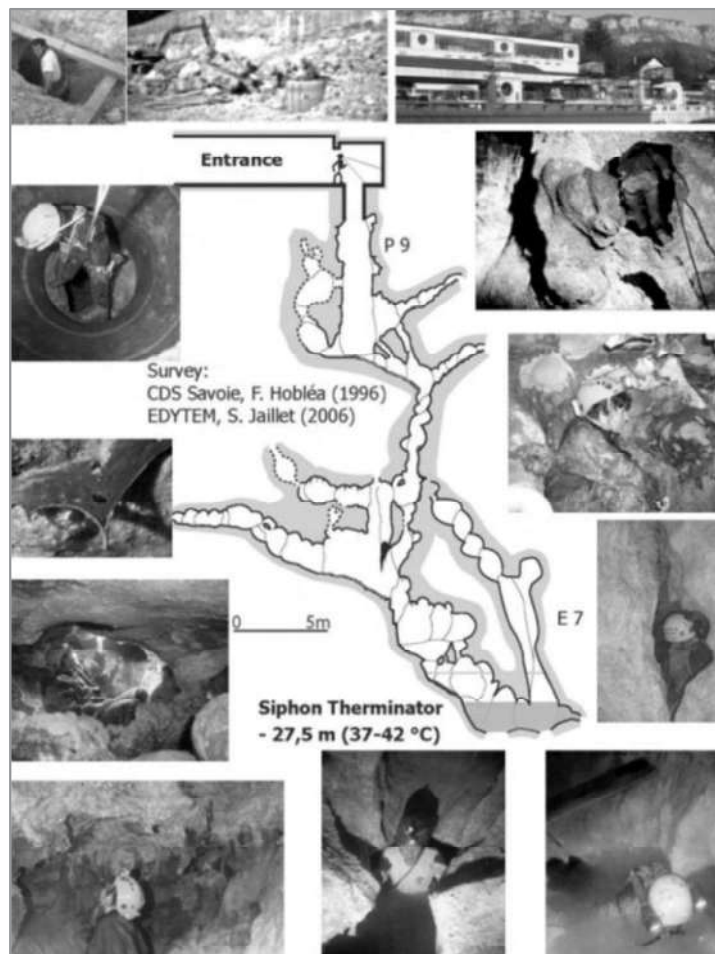 Entrance
P 9
Survey:
CDS Savoie, F. Hobléa (1996)
EDYTEM, S. Jaillet (2006)
0 5m
E 7
Siphon Therminator
- 27,5 m (37-42 °C)